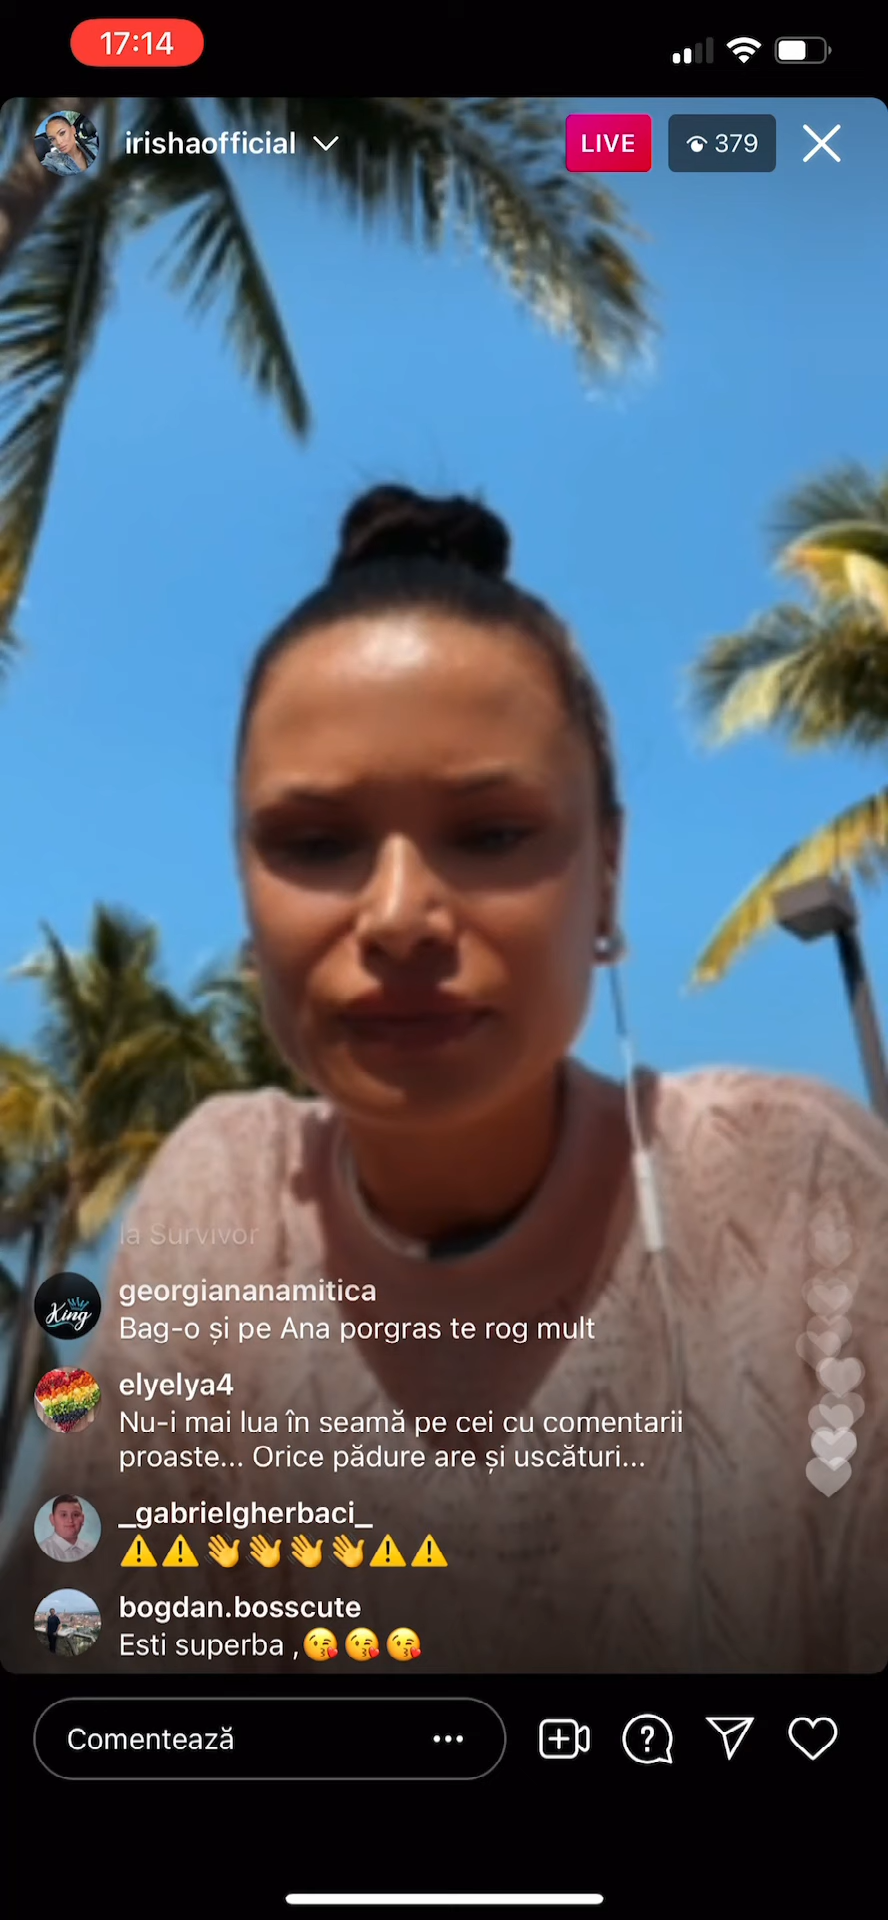 17:14
irishaofficial
LIVE
379
la Survivor
georgiananamitica
King
Bag-o și pe Ana porgras te rog mult
elyelya4
Nu-i mai lua în seamă pe cei cu comentarii
proaste... Orice pădure are și uscături...
_gabrielgherbaci_
⚠️⚠️👋👋👋👋⚠️⚠️
bogdan.bosscute
Esti superba ,😘😘😘
Comentează